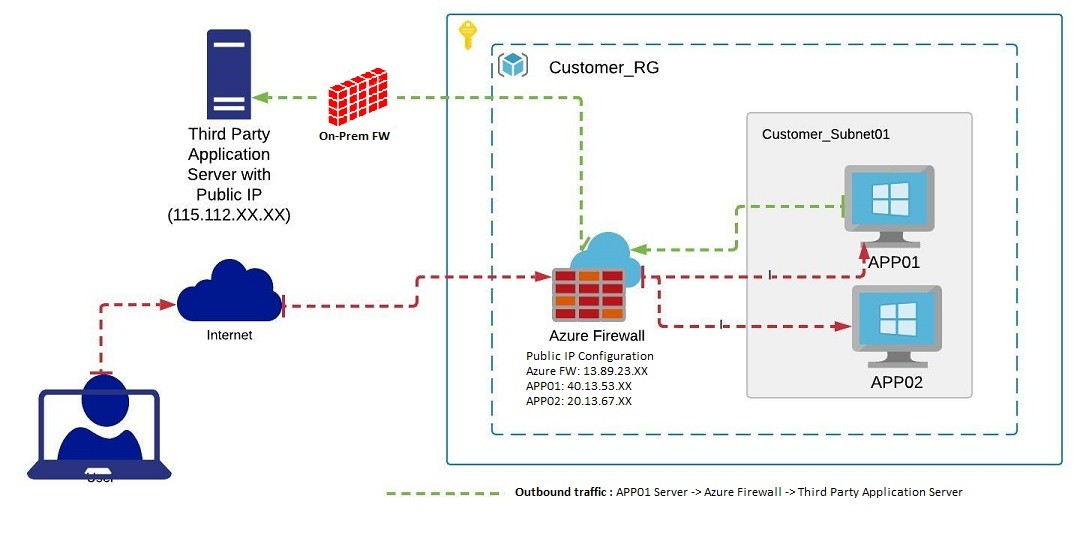 Customer_RG
On-Prem FW
Third Party
Application
Server with
Public IP
(115.112.XX.XX)
Customer_Subnet01
APP01
Internet
Azure Firewall
Public IP Configuration
Azure FW: 13.89.23.XX
APP01: 40.13.53.XX
APP02: 20.13.67.XX
APP02
User
Outbound traffic : APP01 Server -> Azure Firewall -> Third Party Application Server